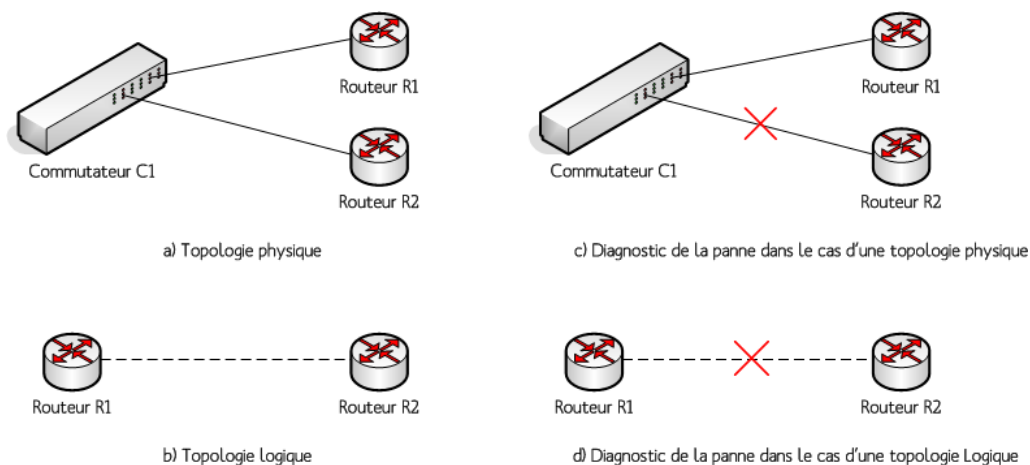 Routeur R1
Commutateur C1
Routeur R2
a) Topologie physique
Routeur R1
Commutateur C1
Routeur R2
c) Diagnostic de la panne dans le cas d'une topologie physique
Routeur R1
Routeur R2
b) Topologie logique
Routeur R1
Routeur R2
d) Diagnostic de la panne dans le cas d'une topologie Logique